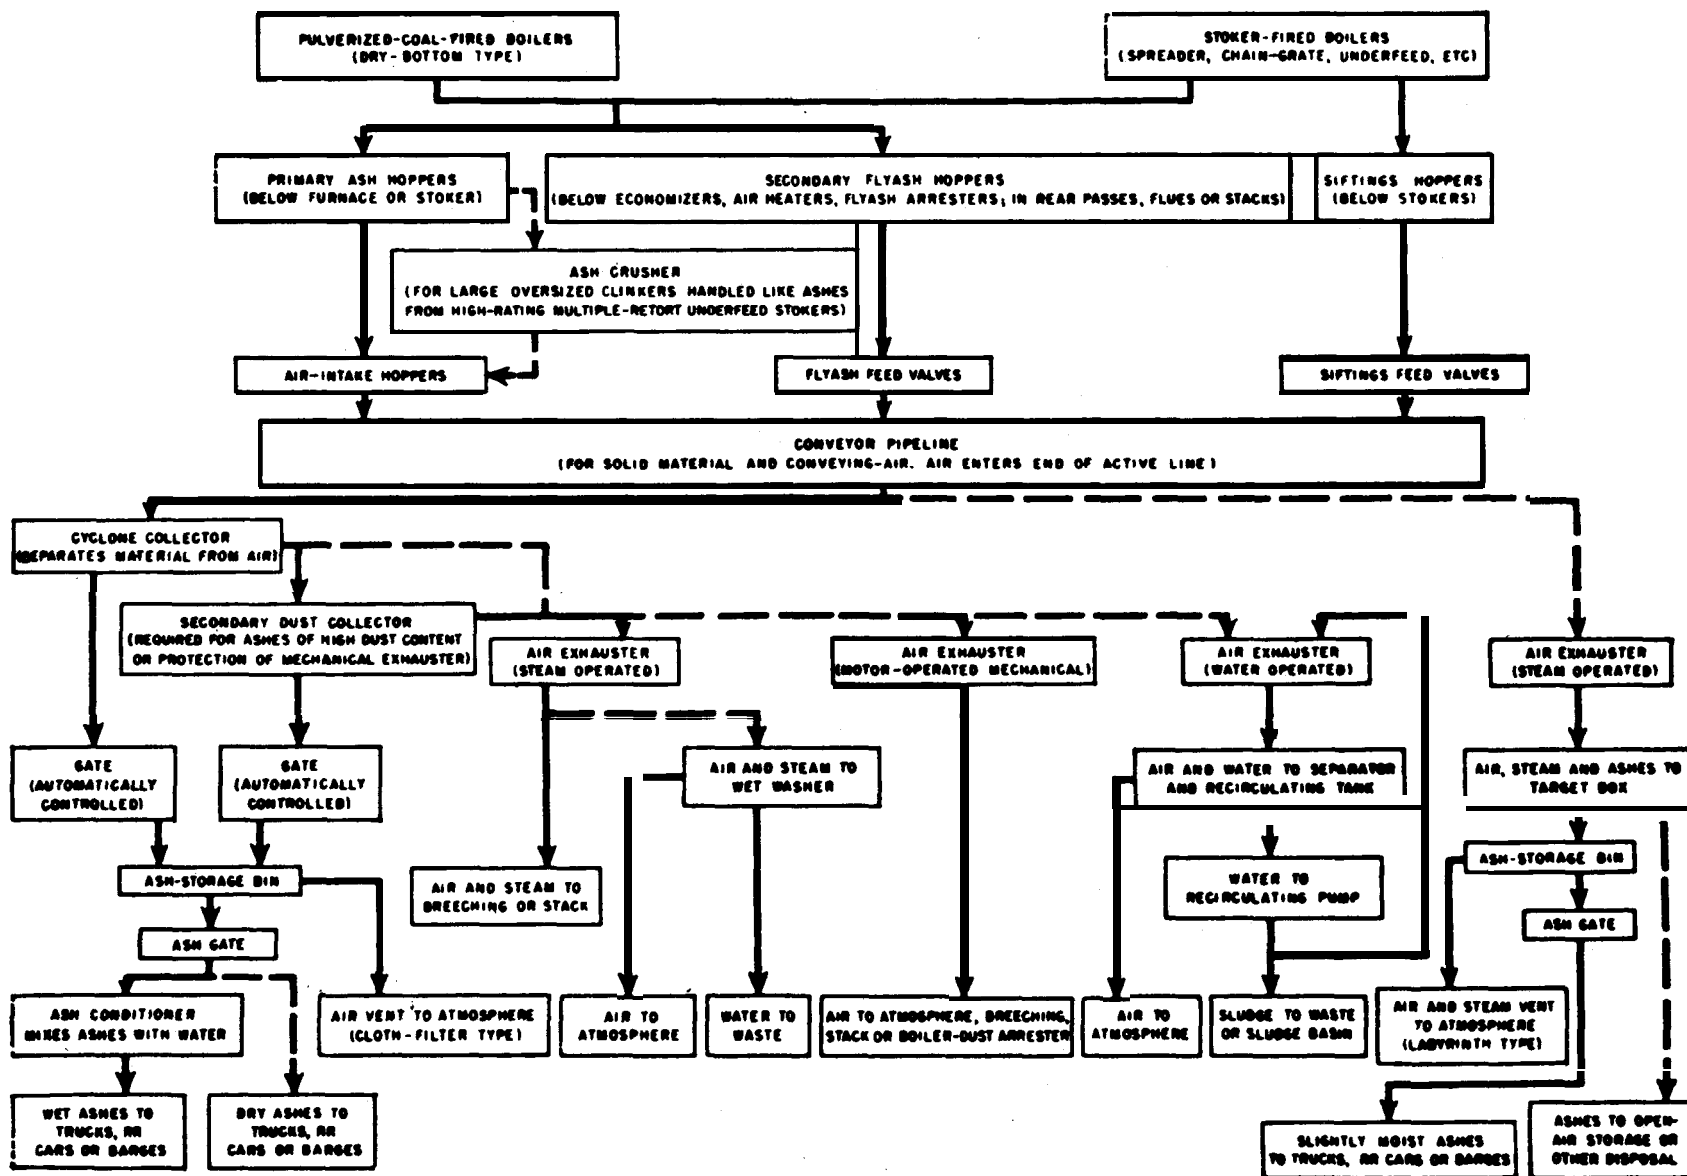 PULVERIZED-COAL-FIRED BOILERS
(DRY-BOTTOM TYPE)
STOKER-FIRED BOILERS
(SPREADER, CHAIN-GRATE, UNDERFEED, ETC)
PRIMARY ASH HOPPERS
(BELOW FURNACE OR STOKER)
SECONDARY FLYASH HOPPERS
(BELOW ECONOMIZERS, AIR HEATERS, FLYASH ARRESTERS; IN REAR PASSES, FLUES OR STACKS)
SIFTINGS HOPPERS
(BELOW STOKERS)
ASH CRUSHER
(FOR LARGE OVERSIZED CLINKERS HANDLED LIKE ASHES
FROM HIGH-RATING MULTIPLE-RETORT UNDERFEED STOKERS)
AIR-INTAKE HOPPERS
FLYASH FEED VALVES
SIFTINGS FEED VALVES
CONVEYOR PIPELINE
(FOR SOLID MATERIAL AND CONVEYING-AIR. AIR ENTERS END OF ACTIVE LINE)
CYCLONE COLLECTOR
(SEPARATES MATERIAL FROM AIR)
SECONDARY DUST COLLECTOR
(REQUIRED FOR ASHES OF HIGH DUST CONTENT
OR PROTECTION OF MECHANICAL EXHAUSTER)
AIR EXHAUSTER
(STEAM OPERATED)
AIR EXHAUSTER
(MOTOR-OPERATED MECHANICAL)
AIR EXHAUSTER
(WATER OPERATED)
AIR EXHAUSTER
(STEAM OPERATED)
GATE
(AUTOMATICALLY
CONTROLLED)
GATE
(AUTOMATICALLY
CONTROLLED)
AIR AND STEAM TO
WET WASHER
AIR AND WATER TO SEPARATOR
AND RECIRCULATING TANK
AIR, STEAM AND ASHES TO
TARGET BOX
ASH-STORAGE BIN
AIR AND STEAM TO
BREECHING OR STACK
WATER TO
RECIRCULATING PUMP
ASH-STORAGE BIN
ASH GATE
ASH GATE
ASH CONDITIONER
MIXES ASHES WITH WATER
AIR VENT TO ATMOSPHERE
(CLOTH-FILTER TYPE)
AIR TO
ATMOSPHERE
WATER TO
WASTE
AIR TO ATMOSPHERE, BREECHING,
STACK OR BOILER-DUST ARRESTER
AIR TO
ATMOSPHERE
SLUDGE TO WASTE
OR SLUDGE BASIN
AIR AND STEAM VENT
TO ATMOSPHERE
(LABYRINTH TYPE)
WET ASHES TO
TRUCKS, RR
CARS OR BARGES
DRY ASHES TO
TRUCKS, RR
CARS OR BARGES
SLIGHTLY MOIST ASHES
TO TRUCKS, RR CARS OR BARGES
ASHES TO OPEN-
AIR STORAGE OR
OTHER DISPOSAL